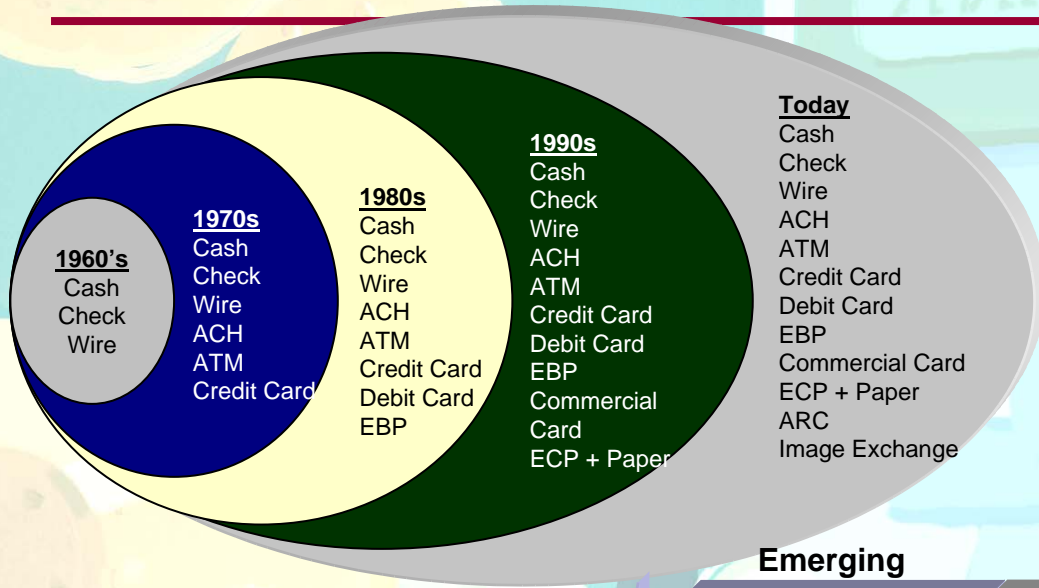 1960’s
Cash
Check
Wire
1970s
Cash
Check
Wire
ACH
ATM
Credit Card
1980s
Cash
Check
Wire
ACH
ATM
Credit Card
Debit Card
EBP
1990s
Cash
Check
Wire
ACH
ATM
Credit Card
Debit Card
EBP
Commercial
Card
ECP + Paper
Today
Cash
Check
Wire
ACH
ATM
Credit Card
Debit Card
EBP
Commercial Card
ECP + Paper
ARC
Image Exchange
Emerging